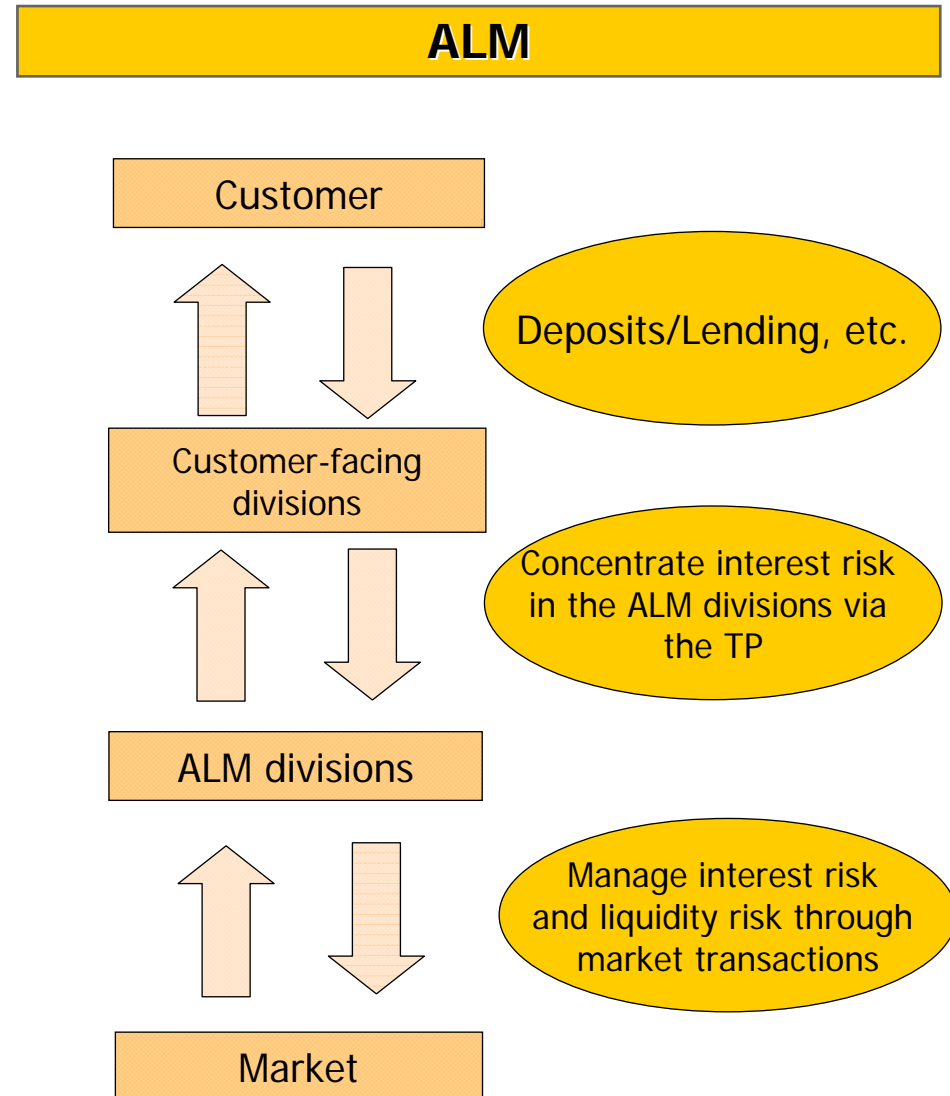 ALM
Customer
Deposits/Lending, etc.
Customer-facing
divisions
Concentrate interest risk
in the ALM divisions via
the TP
ALM divisions
Manage interest risk
and liquidity risk through
market transactions
Market